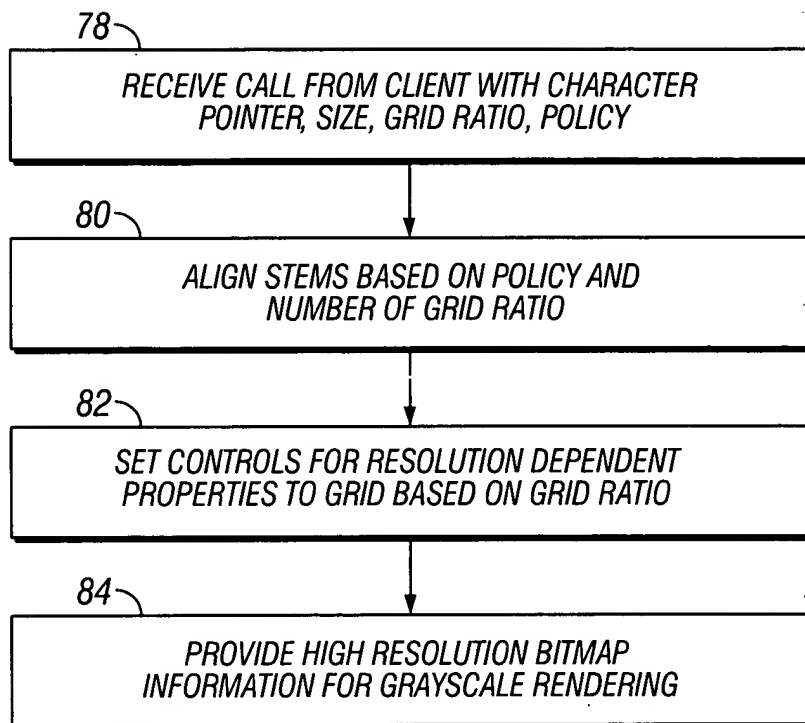 78
RECEIVE CALL FROM CLIENT WITH CHARACTER
POINTER, SIZE, GRID RATIO, POLICY
80
ALIGN STEMS BASED ON POLICY AND
NUMBER OF GRID RATIO
82
SET CONTROLS FOR RESOLUTION DEPENDENT
PROPERTIES TO GRID BASED ON GRID RATIO
84
PROVIDE HIGH RESOLUTION BITMAP
INFORMATION FOR GRAYSCALE RENDERING